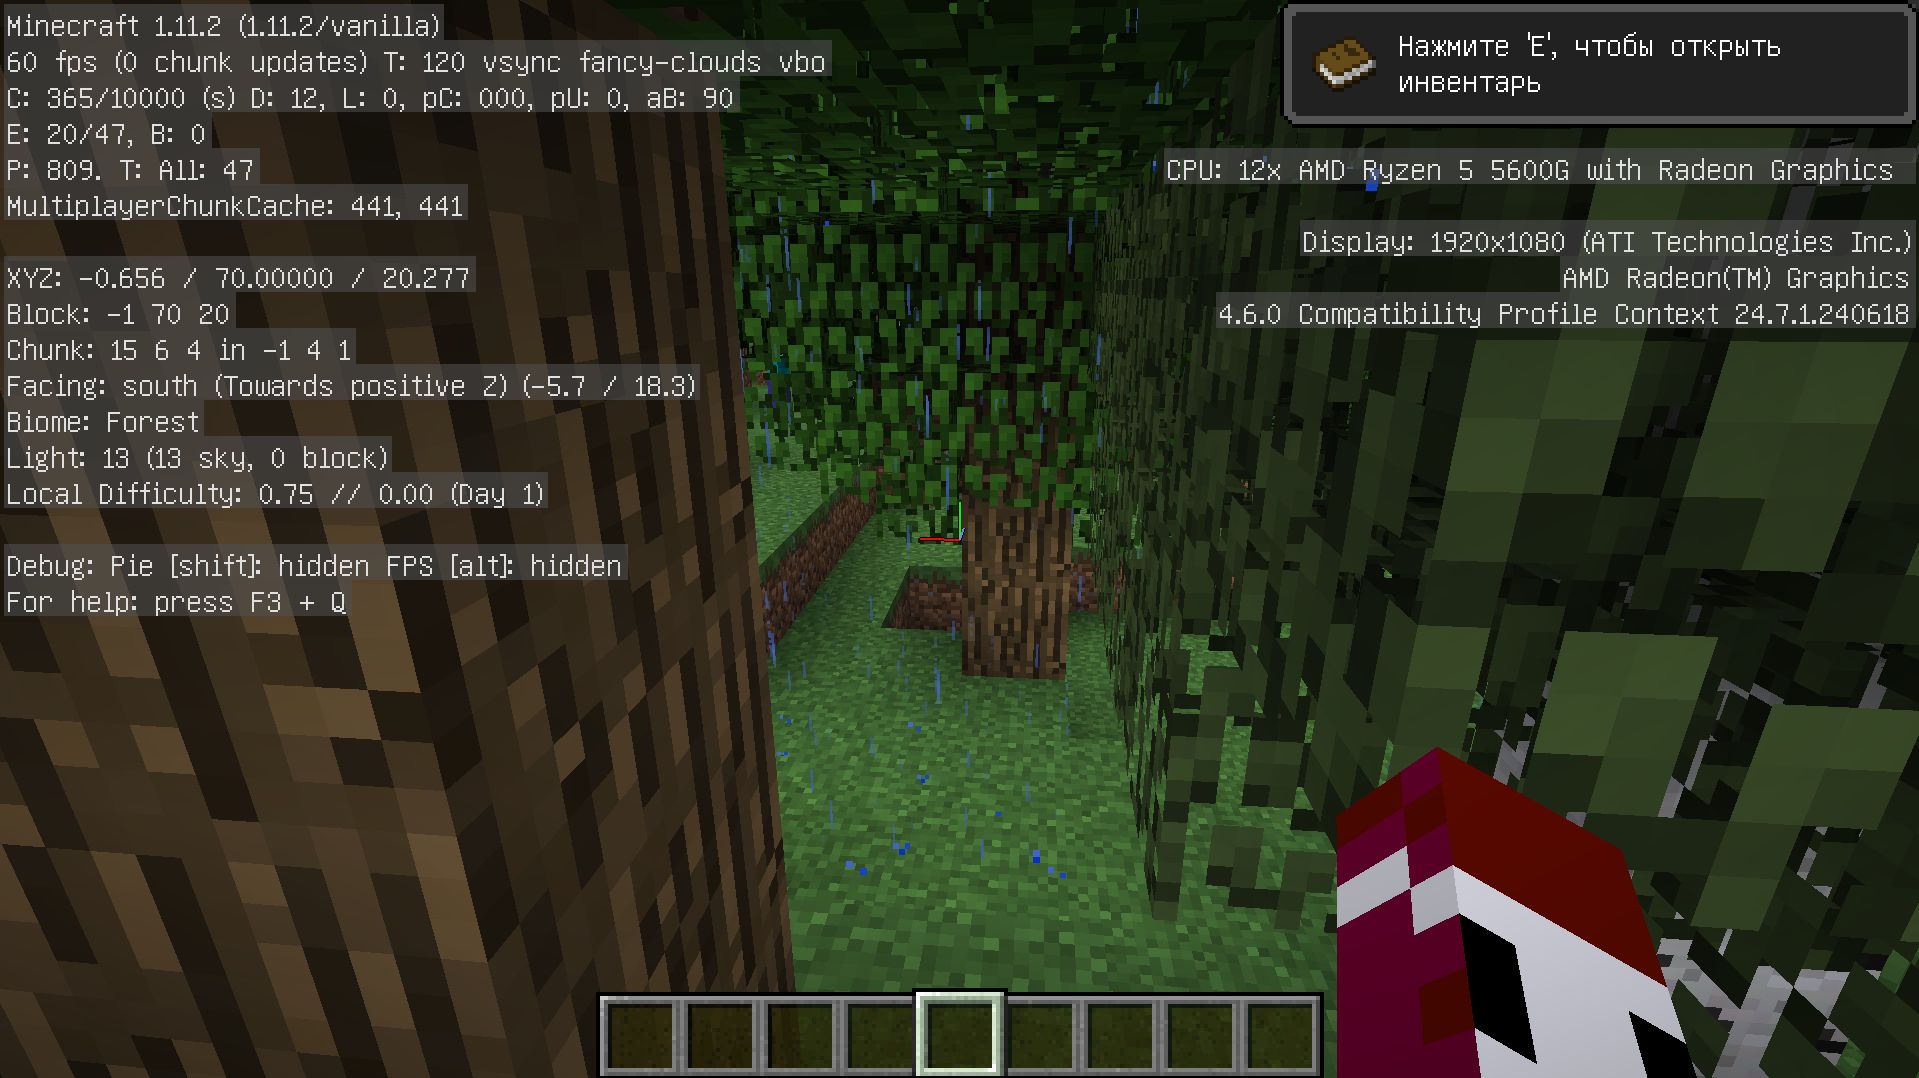 Minecraft 1.11.2 (1.11.2/vanilla)
60 fps (0 chunk updates) T: 120 vsync fancy-clouds vbo
C: 365/10000 (s) D: 12, L: 0, pC: 000, pU: 0, aB: 90
E: 20/47, B: 0
P: 809. T: All: 47
MultiplayerChunkCache: 441, 441
XYZ: -0.656 / 70.00000 / 20.277
Block: -1 70 20
Chunk: 15 6 4 in -1 4 1
Facing: south (Towards positive Z) (-5.7 / 18.3)
Biome: Forest
Light: 13 (13 sky, 0 block)
Local Difficulty: 0.75 // 0.00 (Day 1)
Debug: Pie [shift]: hidden FPS [alt]: hidden
For help: press F3 + Q
Нажмите 'E', чтобы открыть
инвентарь
CPU: 12x AMD Ryzen 5 5600G with Radeon Graphics
Display: 1920x1080 (ATI Technologies Inc.)
AMD Radeon(TM) Graphics
4.6.0 Compatibility Profile Context 24.7.1.240618